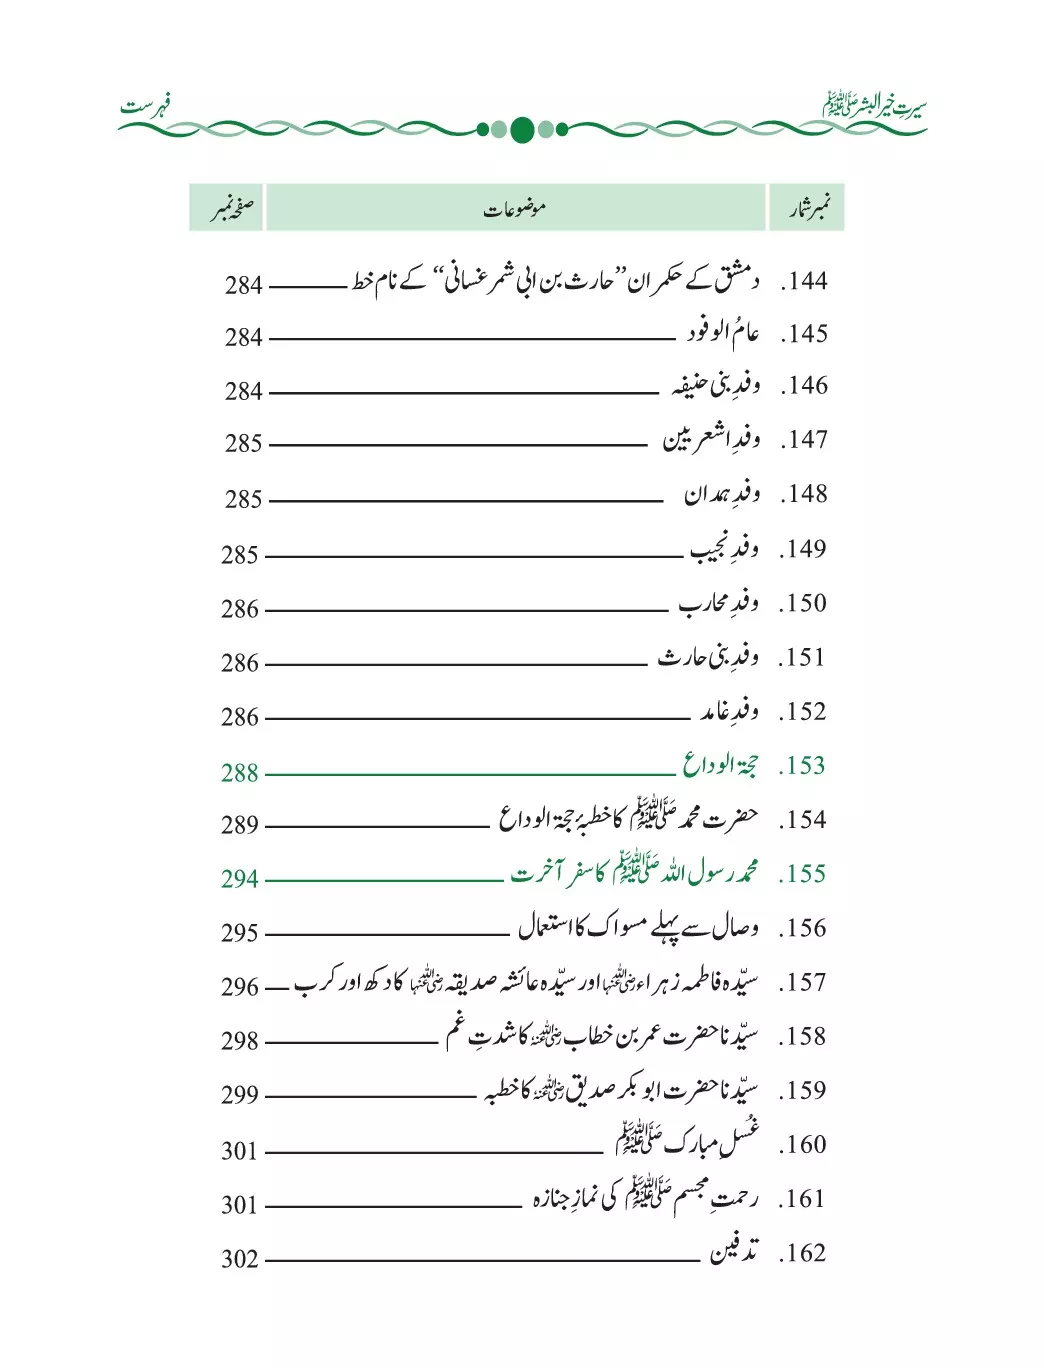 سیرتِ خیر البشر ﷺ فہرست
نمبر شمار موضوعات صفحہ نمبر
144. دمشق کے حکمران ’’حارث بن ابی شمر غسانی‘‘ کے نام خط 284
145. عامُ الوفود 284
146. وفدِ بنی حنیفہ 284
147. وفدِ اشعریین 285
148. وفدِ ہمدان 285
149. وفدِ نجیب 285
150. وفدِ محارب 286
151. وفدِ بنی حارث 286
152. وفدِ غامد 286
153. حجۃ الوداع 288
154. حضرت محمد ﷺ کا خطبۂ حجۃ الوداع 289
155. محمد رسول اللہ ﷺ کا سفرِ آخرت 294
156. وصال سے پہلے مسواک کا استعمال 295
157. سیّدہ فاطمہ زہراء رضی اللہ عنہا اور سیّدہ عائشہ صدیقہ رضی اللہ عنہا کا دکھ اور کرب 296
158. سیّدنا حضرت عمر بن خطاب رضی اللہ عنہ کا شدتِ غم 298
159. سیّدنا حضرت ابو بکر صدیق رضی اللہ عنہ کا خطبہ 299
160. غُسلِ مبارک ﷺ 301
161. رحمتِ مجسم ﷺ کی نمازِ جنازہ 301
162. تدفین 302